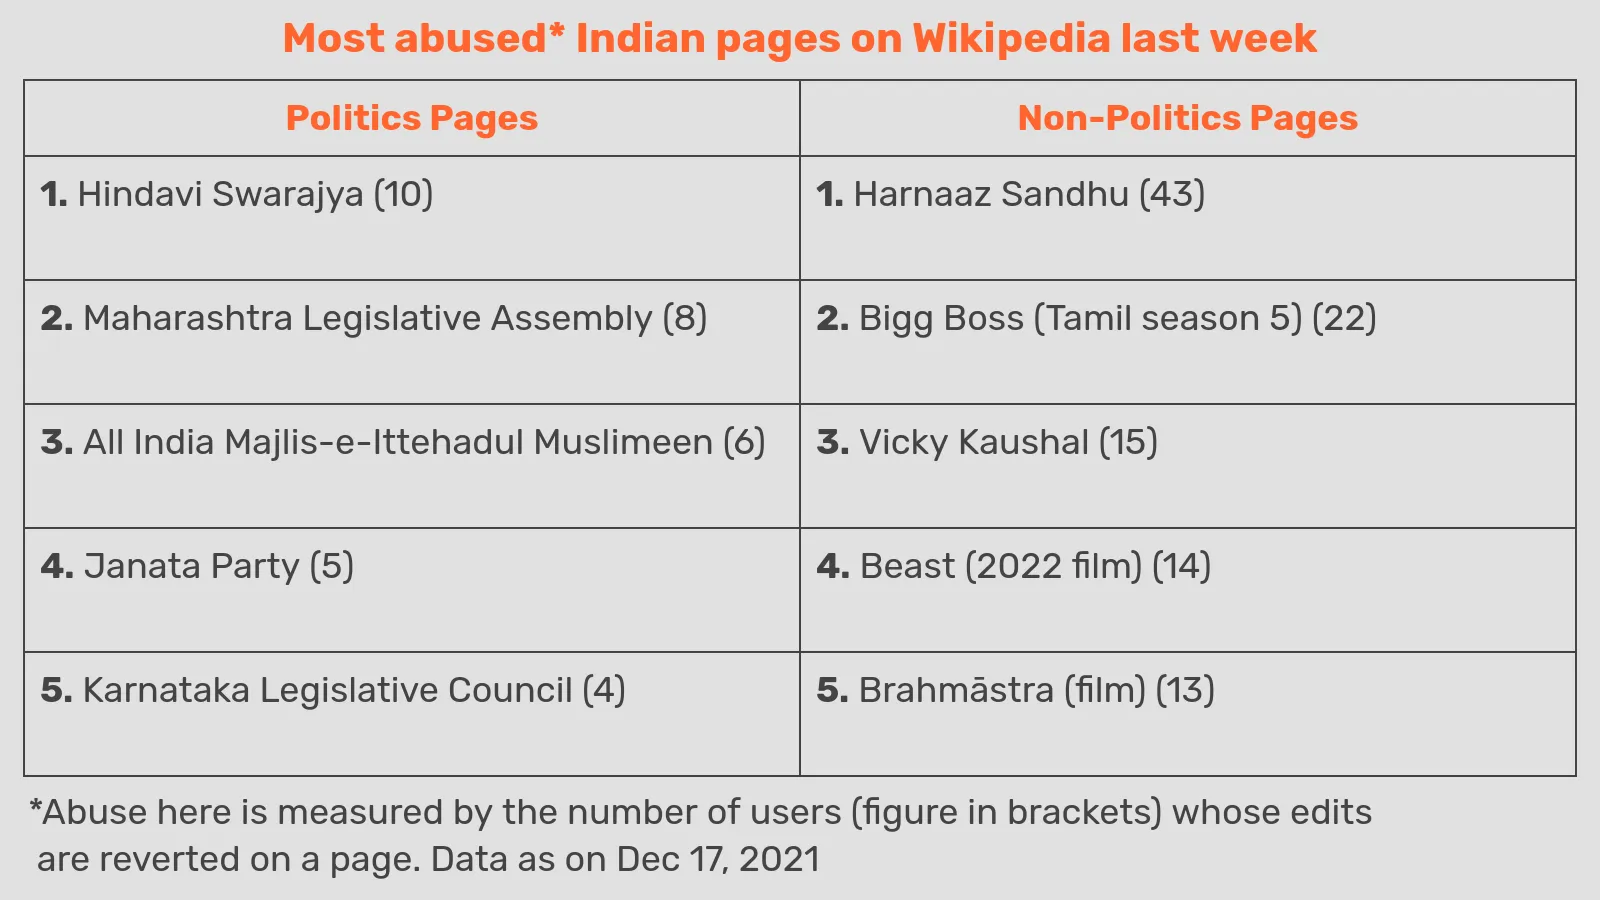 Most abused* Indian pages on Wikipedia last week
Politics Pages
Non-Politics Pages
1. Hindavi Swarajya (10)
1. Harnaaz Sandhu (43)
2. Maharashtra Legislative Assembly (8)
2. Bigg Boss (Tamil season 5) (22)
3. All India Majlis-e-Ittehadul Muslimeen (6)
3. Vicky Kaushal (15)
4. Janata Party (5)
4. Beast (2022 film) (14)
5. Karnataka Legislative Council (4)
5. Brahmāstra (film) (13)
*Abuse here is measured by the number of users (figure in brackets) whose edits
are reverted on a page. Data as on Dec 17, 2021